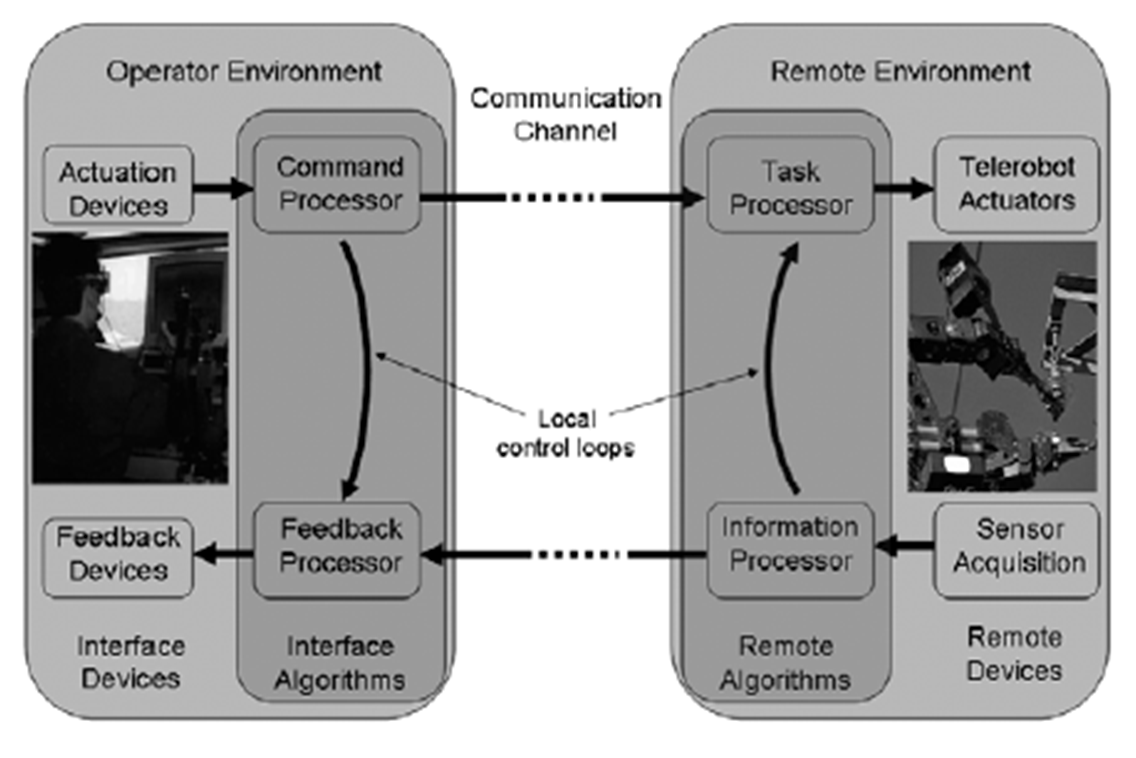 Operator Environment
Actuation
Devices
Command
Processor
Feedback
Devices
Feedback
Processor
Interface
Devices
Interface
Algorithms
Communication
Channel
Local
control loops
Remote Environment
Task
Processor
Telerobot
Actuators
Information
Processor
Sensor
Acquisition
Remote
Algorithms
Remote
Devices